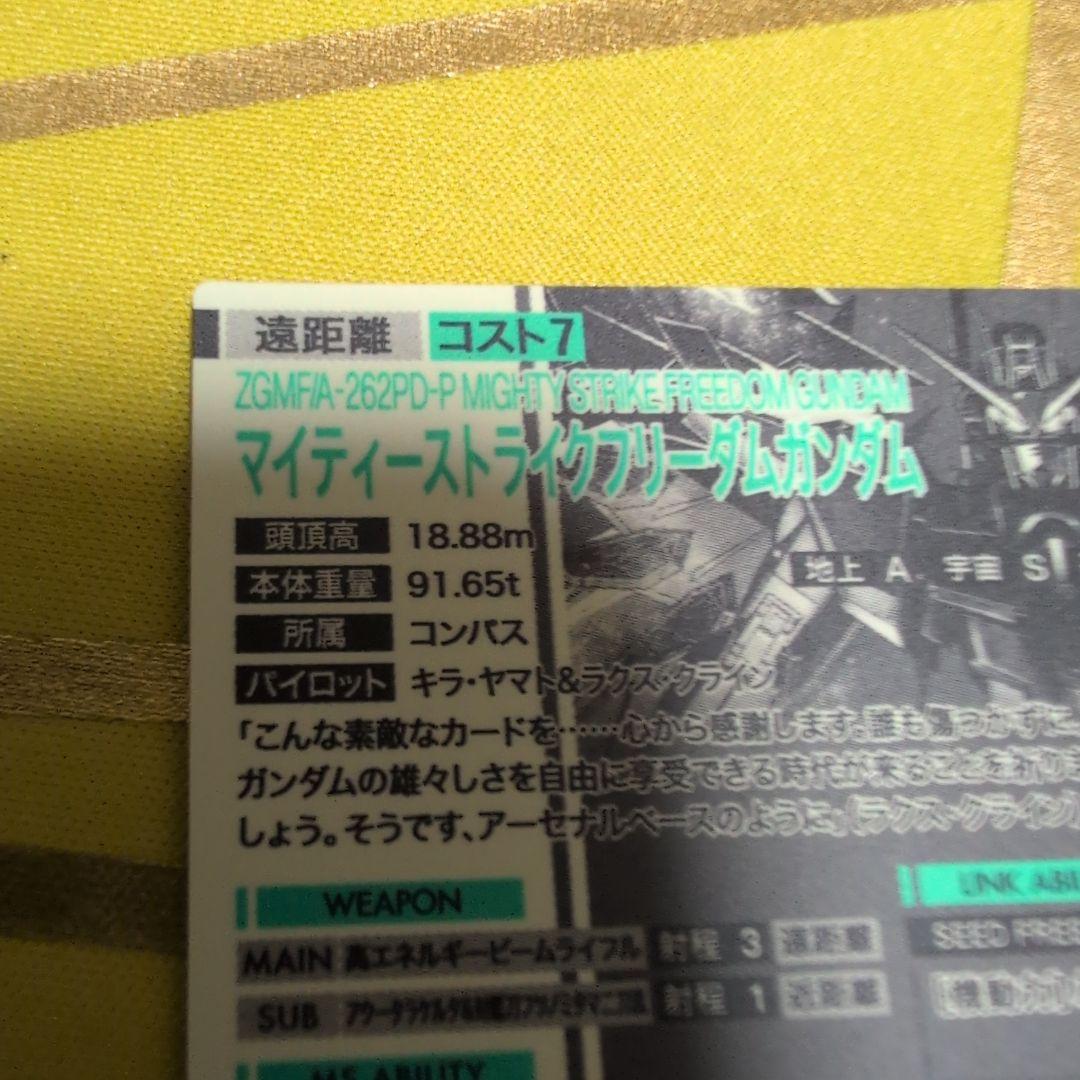 遠距離 コスト7
ZGMF/A-262PD-P MIGHTY STRIKE FREEDOM GUNDAM
マイティーストライクフリーダムガンダム
頭頂高 18.88m
本体重量 91.65t
地上 A 宇宙 S
所属 コンパス
パイロット キラ・ヤマト&ラクス・クライン
「こんな素敵なカードを……心から感謝します。誰も傷つかずに、
ガンダムの雄々しさを自由に享受できる時代が来ることを祈りま
しょう。そうです、アーセナルベースのように」(ラクス・クライン)
WEAPON
LINK ABIL
MAIN 高エネルギービームライフル 射程 3 遠距離
SEED FREE
SUB 射程 1 近距離
MS ABILITY